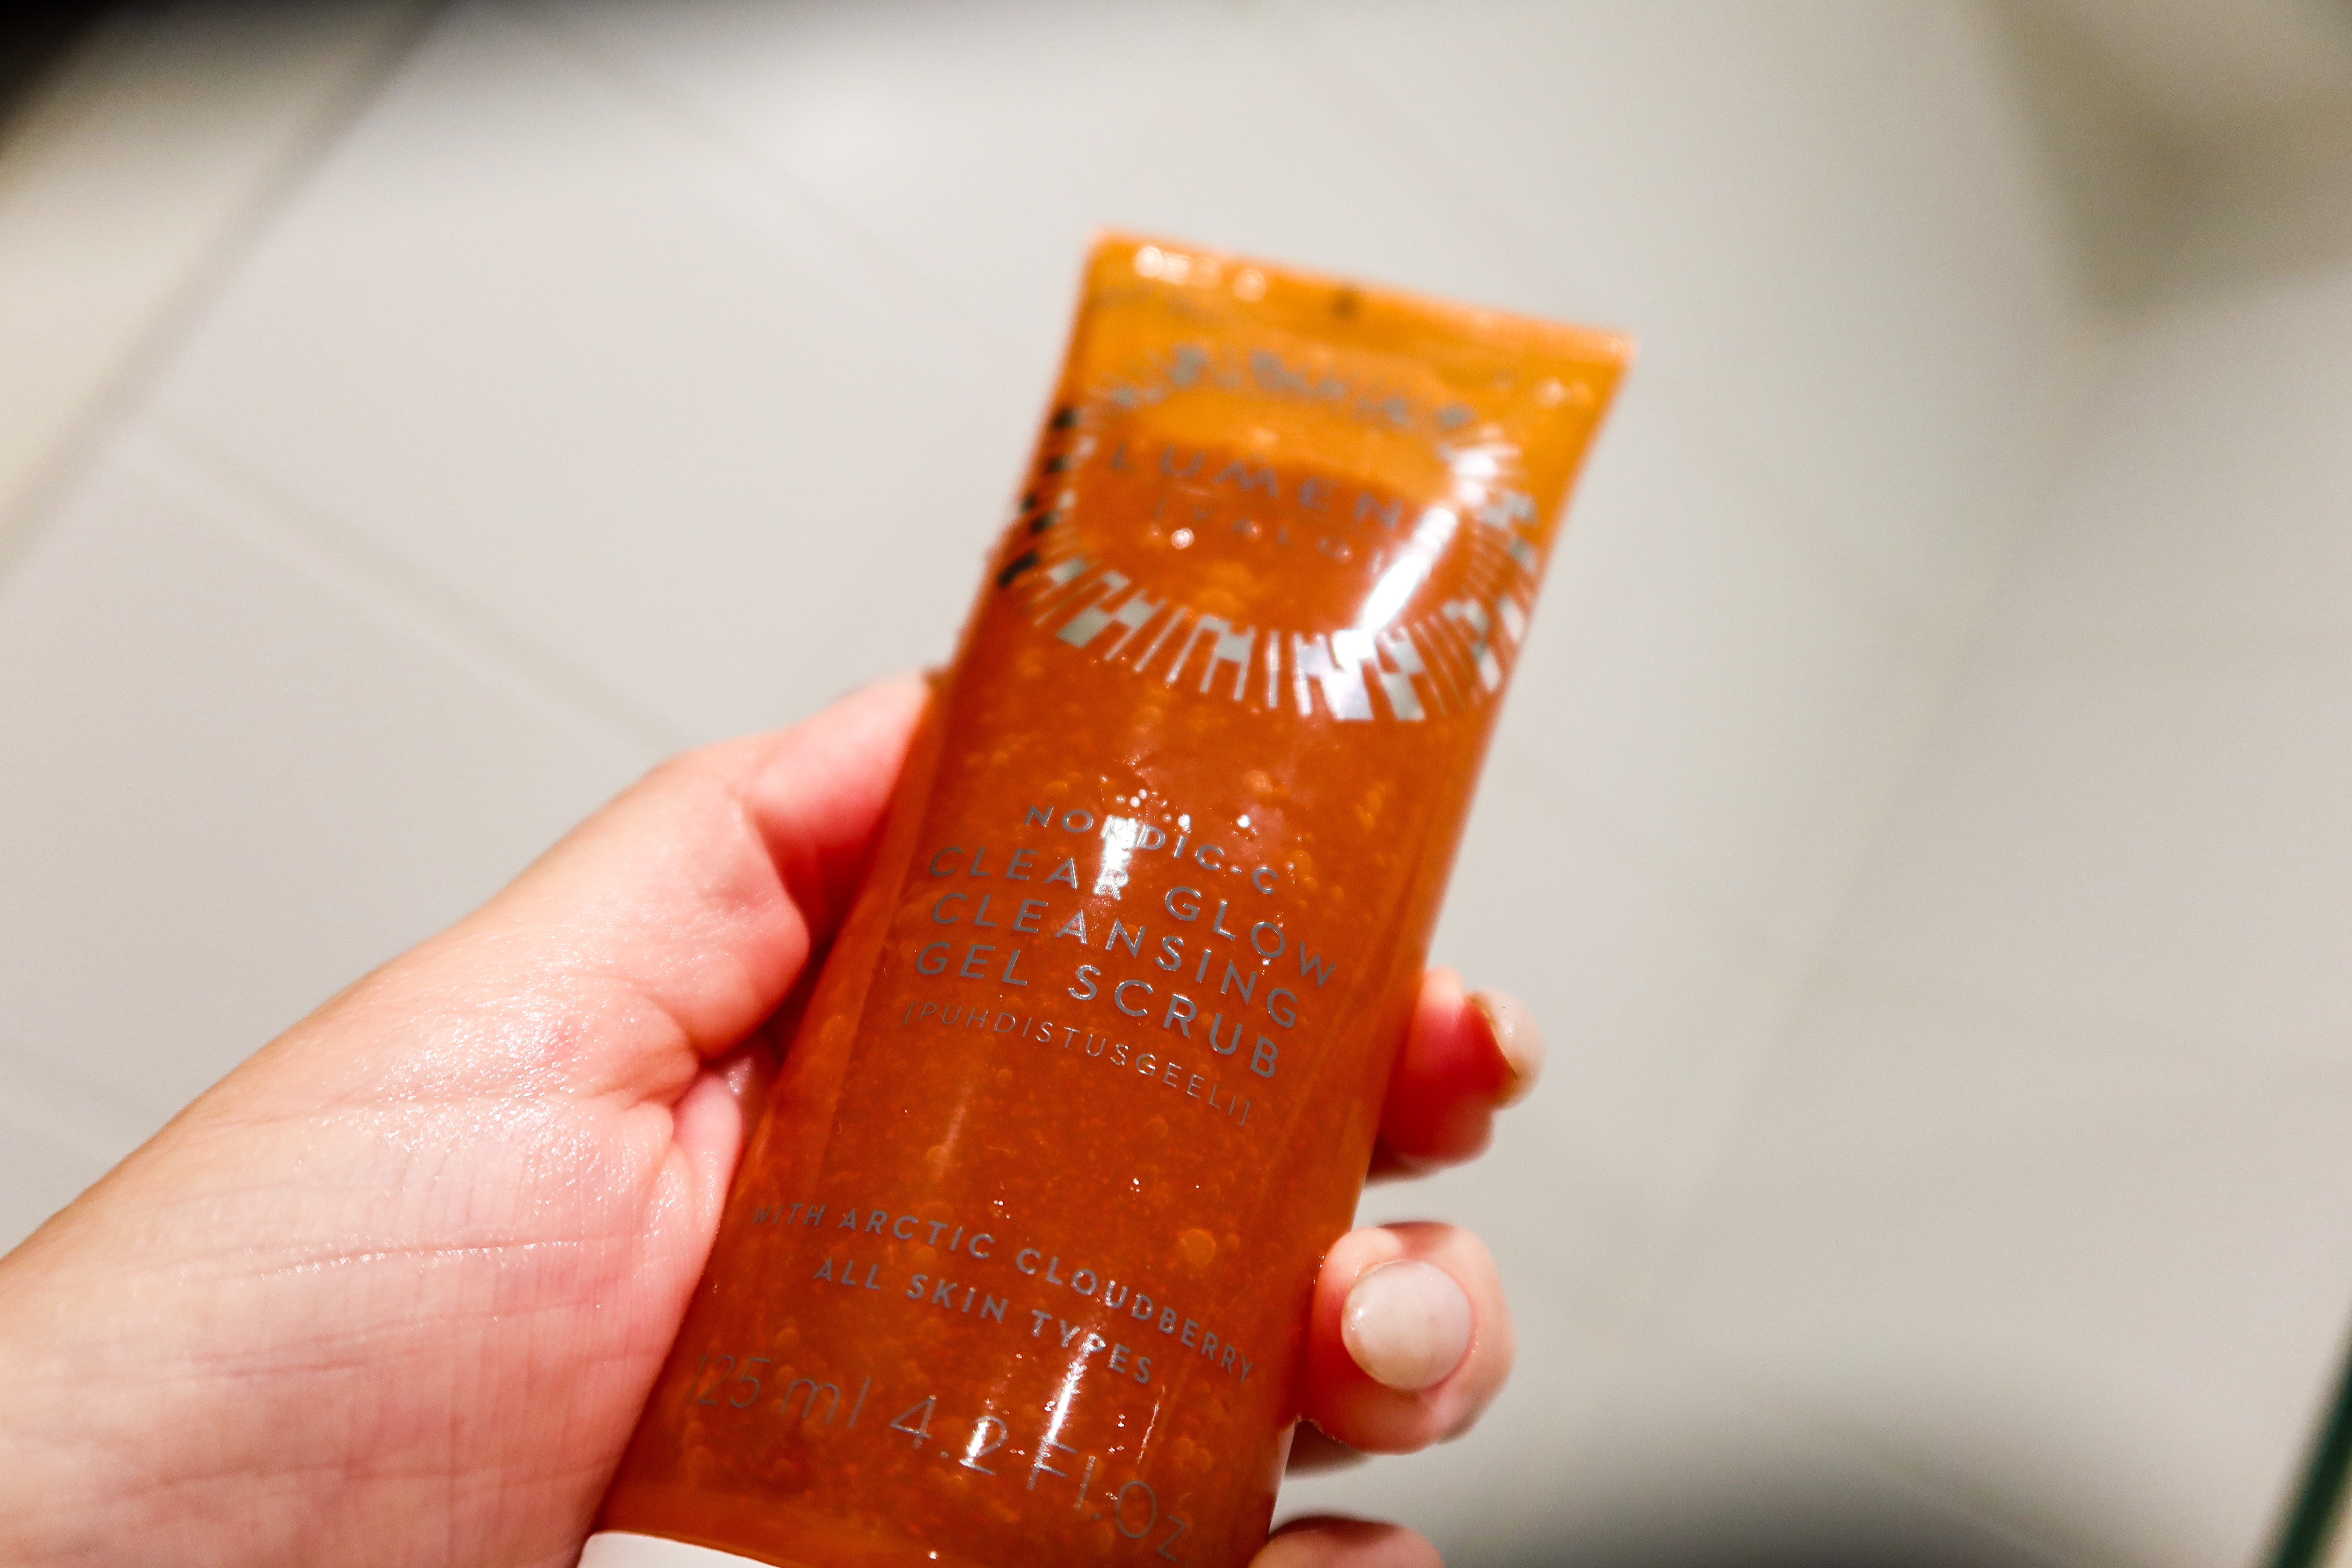 LUMENE
[VALO]
NORDIC-C
CLEAR GLOW
CLEANSING
GEL SCRUB
[PUHDISTUSGEELI]
WITH ARCTIC CLOUDBERRY
ALL SKIN TYPES
125 ml 4.2 Fl.Oz